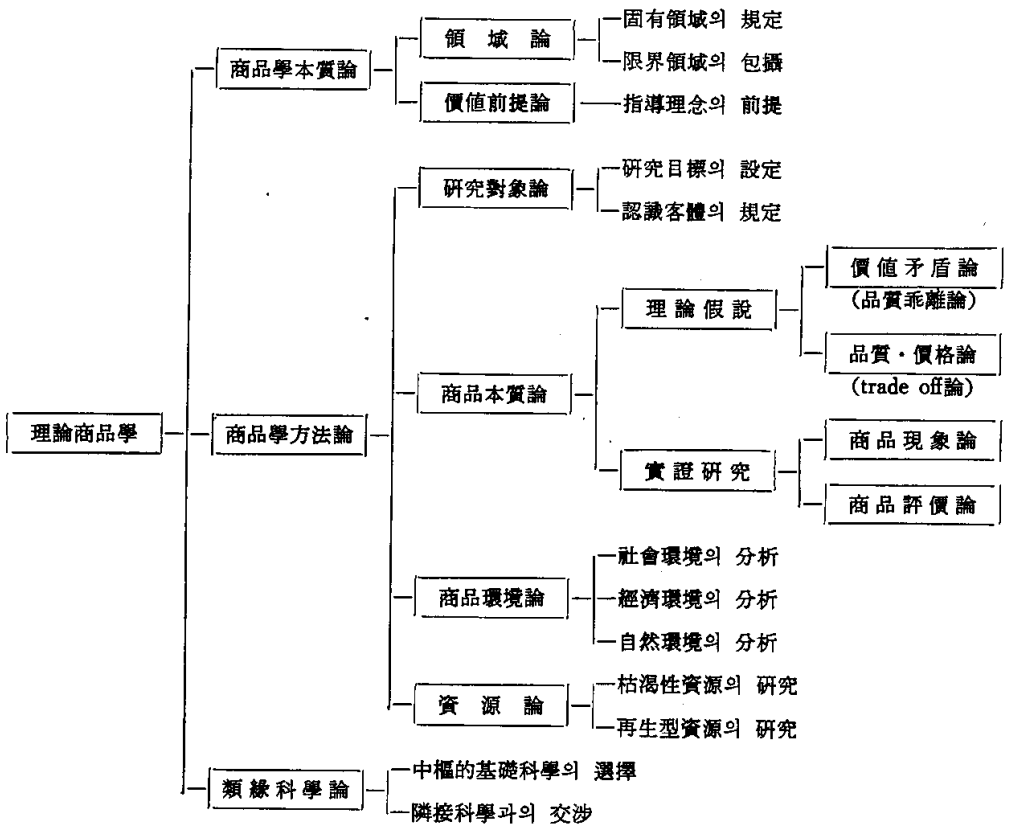 理論商品學
商品學本質論
領域論
固有領域의 規定
限界領域의 包攝
價値前提論
指導理念의 前提
商品學方法論
硏究對象論
硏究目標의 設定
認識客體의 規定
商品本質論
理論假說
價値矛盾論
(品質乖離論)
品質・價格論
(trade off論)
實證硏究
商品現象論
商品評價論
商品環境論
社會環境의 分析
經濟環境의 分析
自然環境의 分析
資源論
枯渴性資源의 硏究
再生型資源의 硏究
類緣科學論
中樞的基礎科學의 選擇
隣接科學과의 交涉